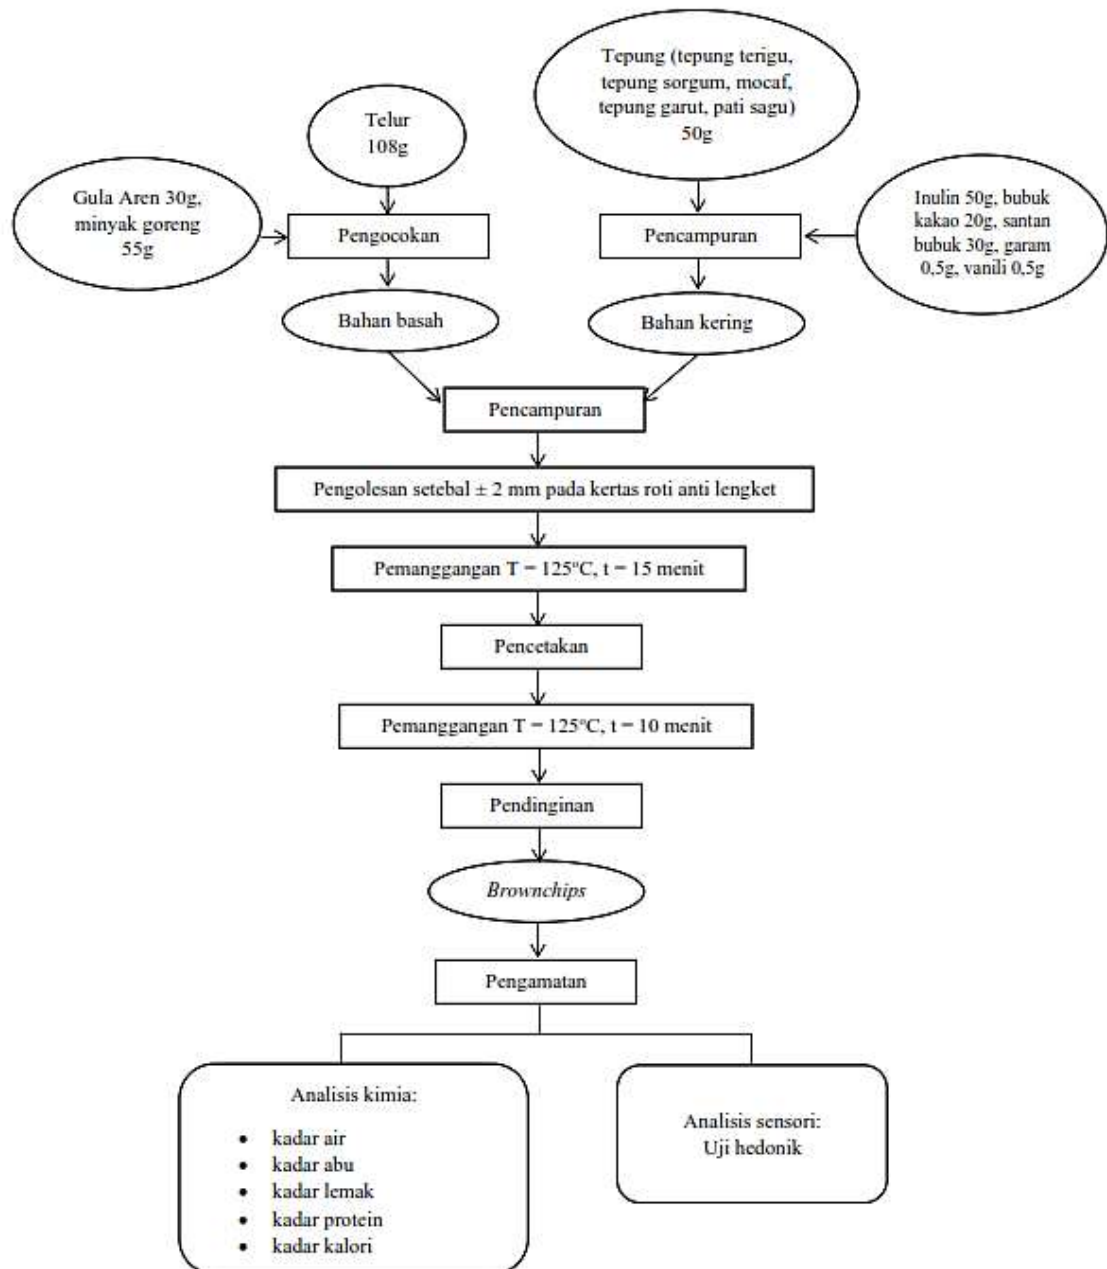 Tepung (tepung terigu,
tepung sorgum, mocaf,
tepung garut, pati sagu)
50g
Telur
108g
Gula Aren 30g,
minyak goreng
55g
Pengocokan
Pencampuran
Inulin 50g, bubuk
kakao 20g, santan
bubuk 30g, garam
0,5g, vanili 0,5g
Bahan basah
Bahan kering
Pencampuran
Pengolesan setebal ± 2 mm pada kertas roti anti lengket
Pemanggangan T = 125°C, t = 15 menit
Pencetakan
Pemanggangan T = 125°C, t = 10 menit
Pendinginan
Brownchips
Pengamatan
Analisis kimia:
• kadar air
• kadar abu
• kadar lemak
• kadar protein
• kadar kalori
Analisis sensori:
Uji hedonik